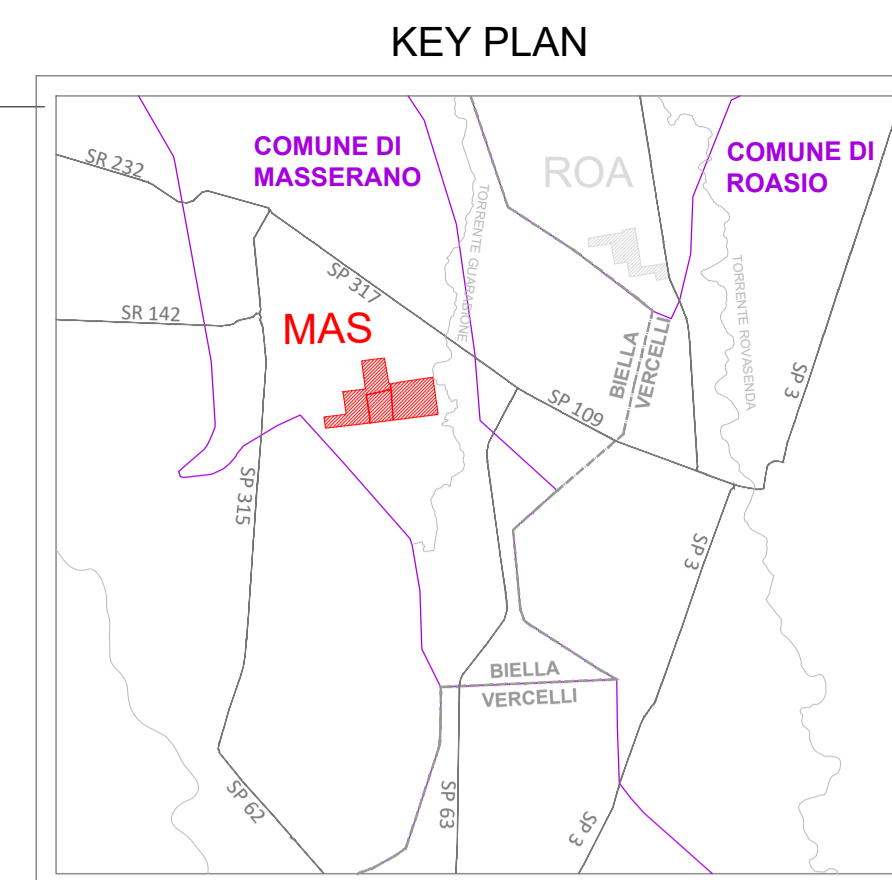 KEY PLAN
SR 232
COMUNE DI
MASSERANO
ROA
COMUNE DI
ROASIO
TORRENTE GUARABIONE
TORRENTE ROVASENDA
SP 317
SR 142
MAS
BIELLA
VERCELLI
SP 3
SP 109
SP 315
SP 3
BIELLA
VERCELLI
SP 62
SP 63
SP 3